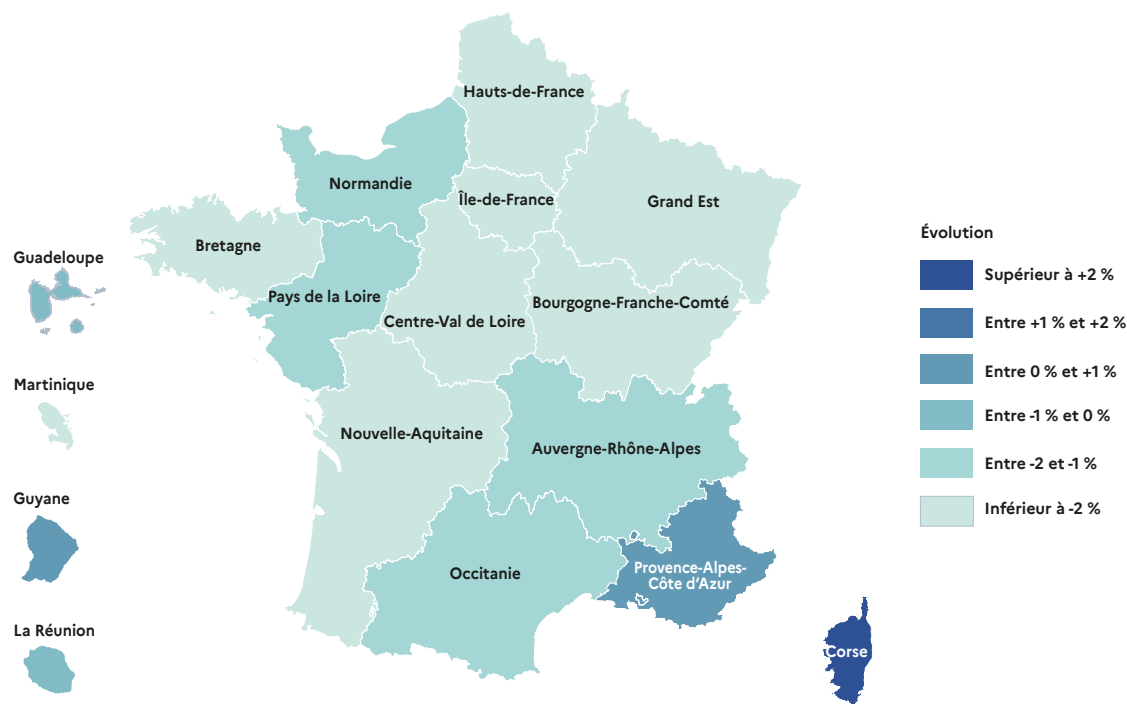 Hauts-de-France
Normandie
Île-de-France
Grand Est
Bretagne
Pays de la Loire
Centre-Val de Loire
Bourgogne-Franche-Comté
Nouvelle-Aquitaine
Auvergne-Rhône-Alpes
Occitanie
Provence-Alpes-
Côte d’Azur
Corse
Guadeloupe
Martinique
Guyane
La Réunion
Évolution
Supérieur à +2 %
Entre +1 % et +2 %
Entre 0 % et +1 %
Entre -1 % et 0 %
Entre -2 et -1 %
Inférieur à -2 %